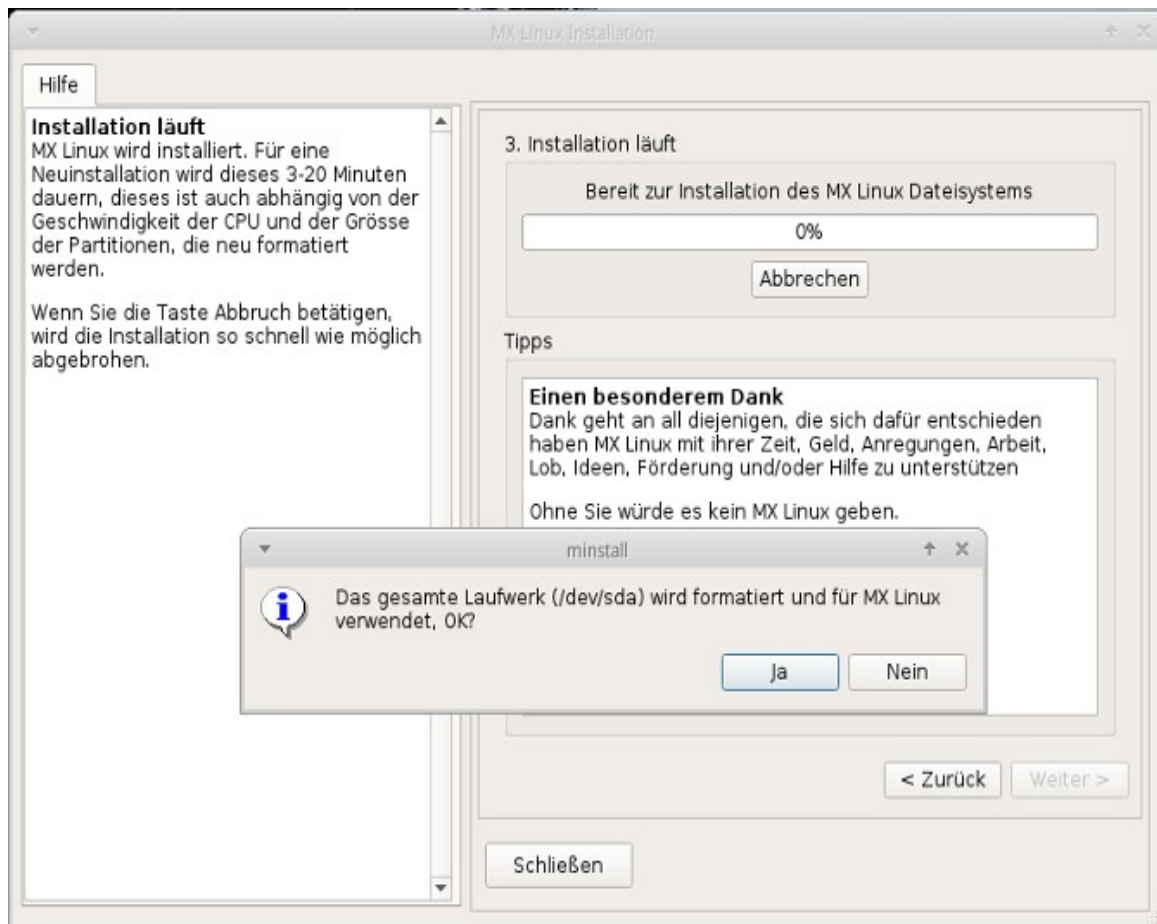 MX Linux Installation
Hilfe
Installation läuft
MX Linux wird installiert. Für eine
Neuinstallation wird dieses 3-20 Minuten
dauern, dieses ist auch abhängig von der
Geschwindigkeit der CPU und der Grösse
der Partitionen, die neu formatiert
werden.
Wenn Sie die Taste Abbruch betätigen,
wird die Installation so schnell wie möglich
abgebrohen.
3. Installation läuft
Bereit zur Installation des MX Linux Dateisystems
0%
Abbrechen
Tipps
Einen besonderem Dank
Dank geht an all diejenigen, die sich dafür entschieden
haben MX Linux mit ihrer Zeit, Geld, Anregungen, Arbeit,
Lob, Ideen, Förderung und/oder Hilfe zu unterstützen
Ohne Sie würde es kein MX Linux geben.
minstall
Das gesamte Laufwerk (/dev/sda) wird formatiert und für MX Linux
verwendet, OK?
Ja
Nein
< Zurück
Weiter >
Schließen